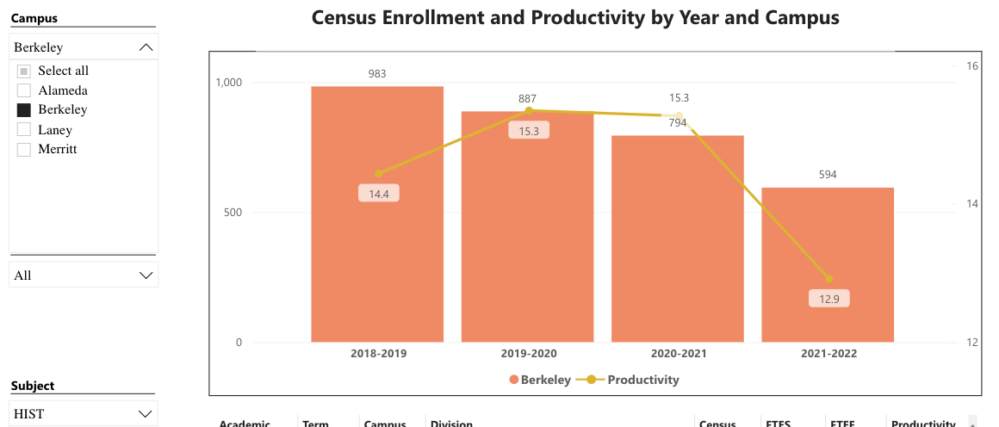 Campus
Berkeley
Select all
Alameda
Berkeley
Laney
Merritt
All
Subject
HIST
Census Enrollment and Productivity by Year and Campus
983
887
15.3
794
594
15.3
14.4
12.9
1,000
500
0
16
14
12
2018-2019 2019-2020 2020-2021 2021-2022
Berkeley Productivity
Academic Term Campus Division Census FTES FTEF Productivity